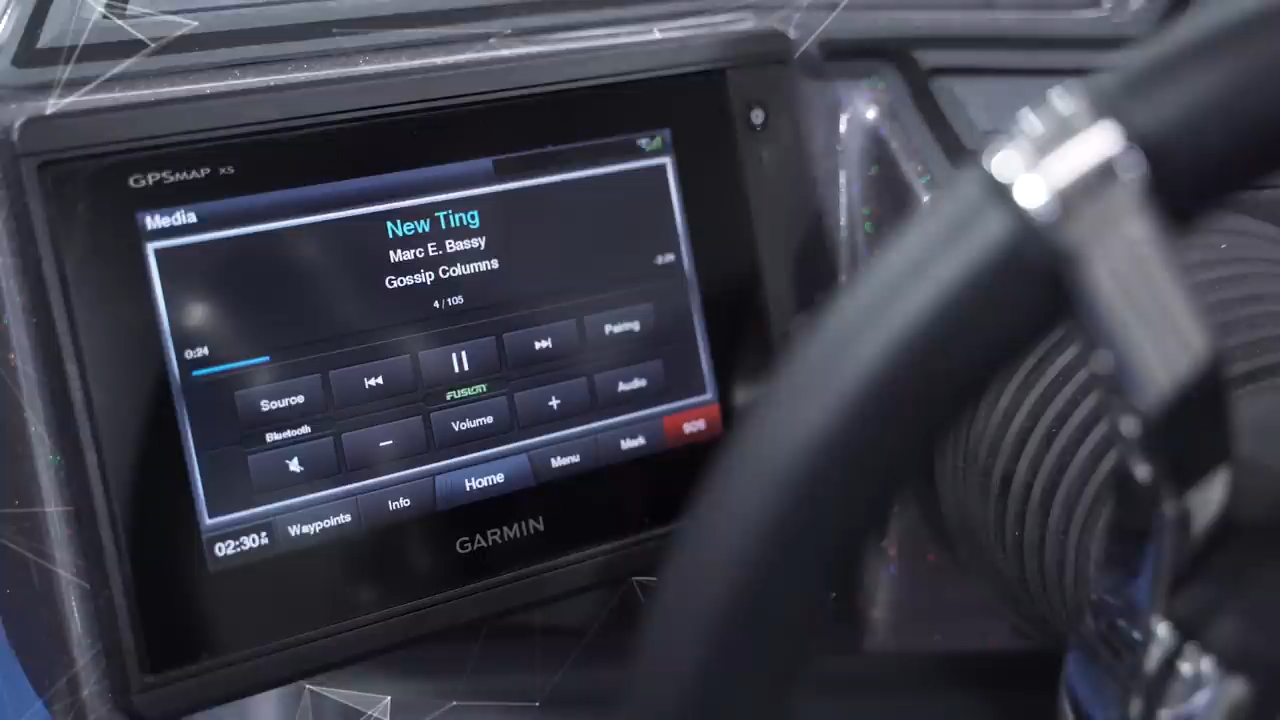 GPSMAP XS
Media
New Ting
Marc E. Bassy
Gossip Columns
4 / 105
0:24
Source
Pairing
FUSION
Bluetooth
Volume
Audio
Waypoints
Info
Home
Menu
Mark
SOS
02:30
GARMIN